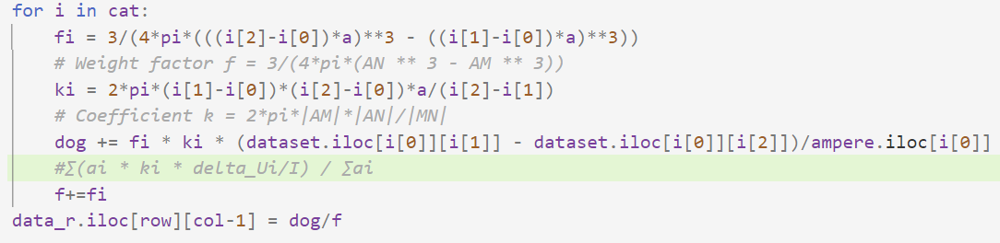 for i in cat:
fi = 3/(4*pi*(((i[2]-i[0])*a)**3 - ((i[1]-i[0])*a)**3))
# Weight factor f = 3/(4*pi*(AN ** 3 - AM ** 3))
ki = 2*pi*(i[1]-i[0])*(i[2]-i[0])*a/(i[2]-i[1])
# Coefficient k = 2*pi*|AM|*|AN|/|MN|
dog += fi * ki * (dataset.iloc[i[0]][i[1]] - dataset.iloc[i[0]][i[2]])/ampere.iloc[i[0]]
#∑(ai * ki * delta_Ui/I) / ∑ai
f+=fi
data_r.iloc[row][col-1] = dog/f